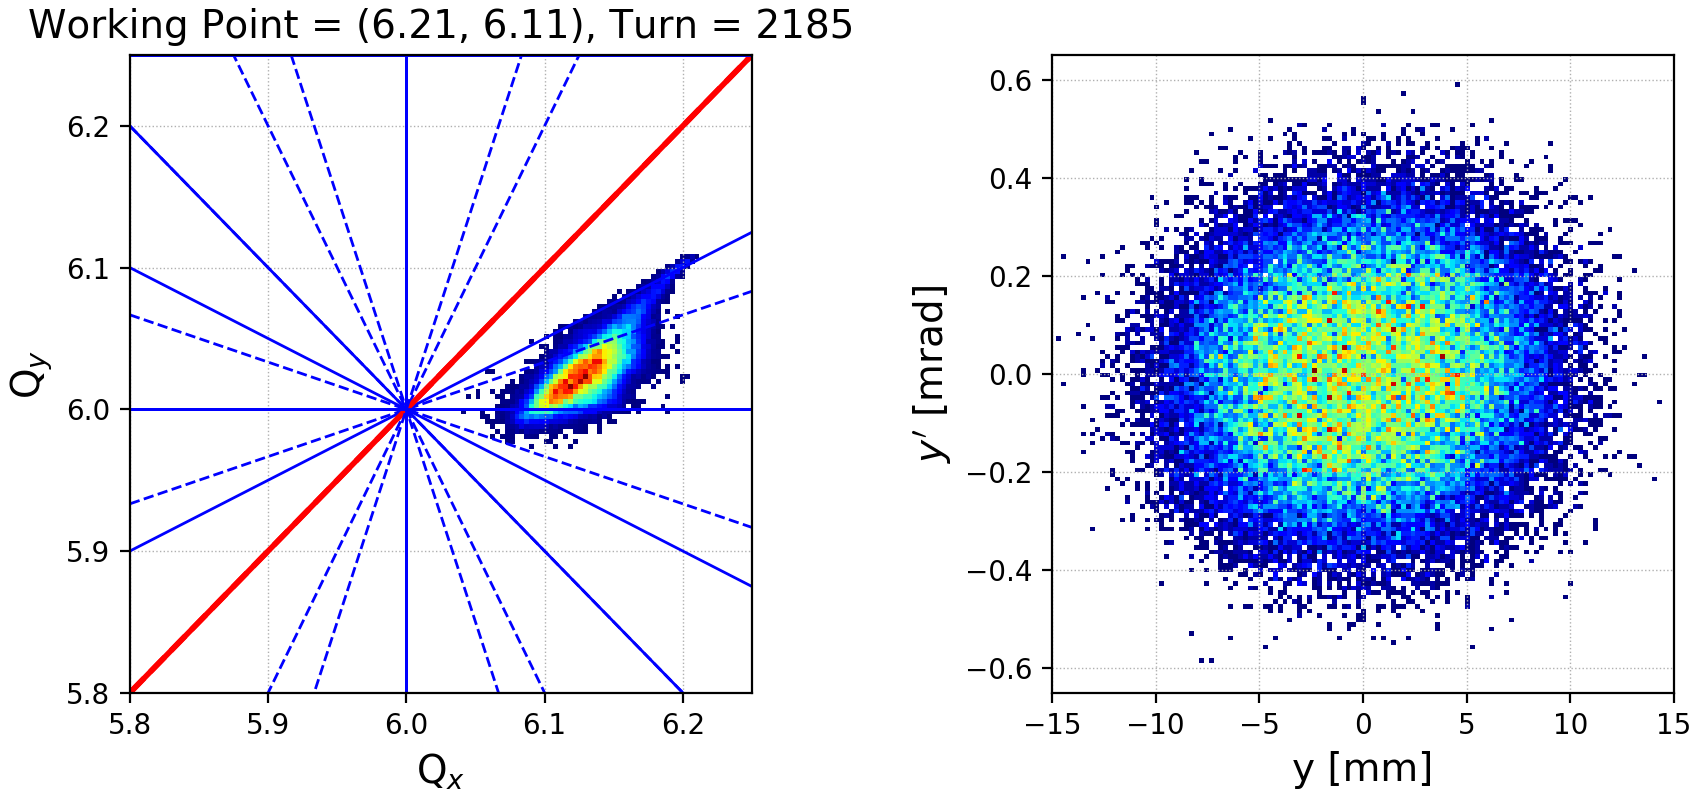 Working Point = (6.21, 6.11), Turn = 2185
6.2
6.1
6.0
5.9
5.8
Q_y
5.8 5.9 6.0 6.1 6.2
Q_x
0.6
0.4
0.2
0.0
−0.2
−0.4
−0.6
y′ [mrad]
−15 −10 −5 0 5 10 15
y [mm]